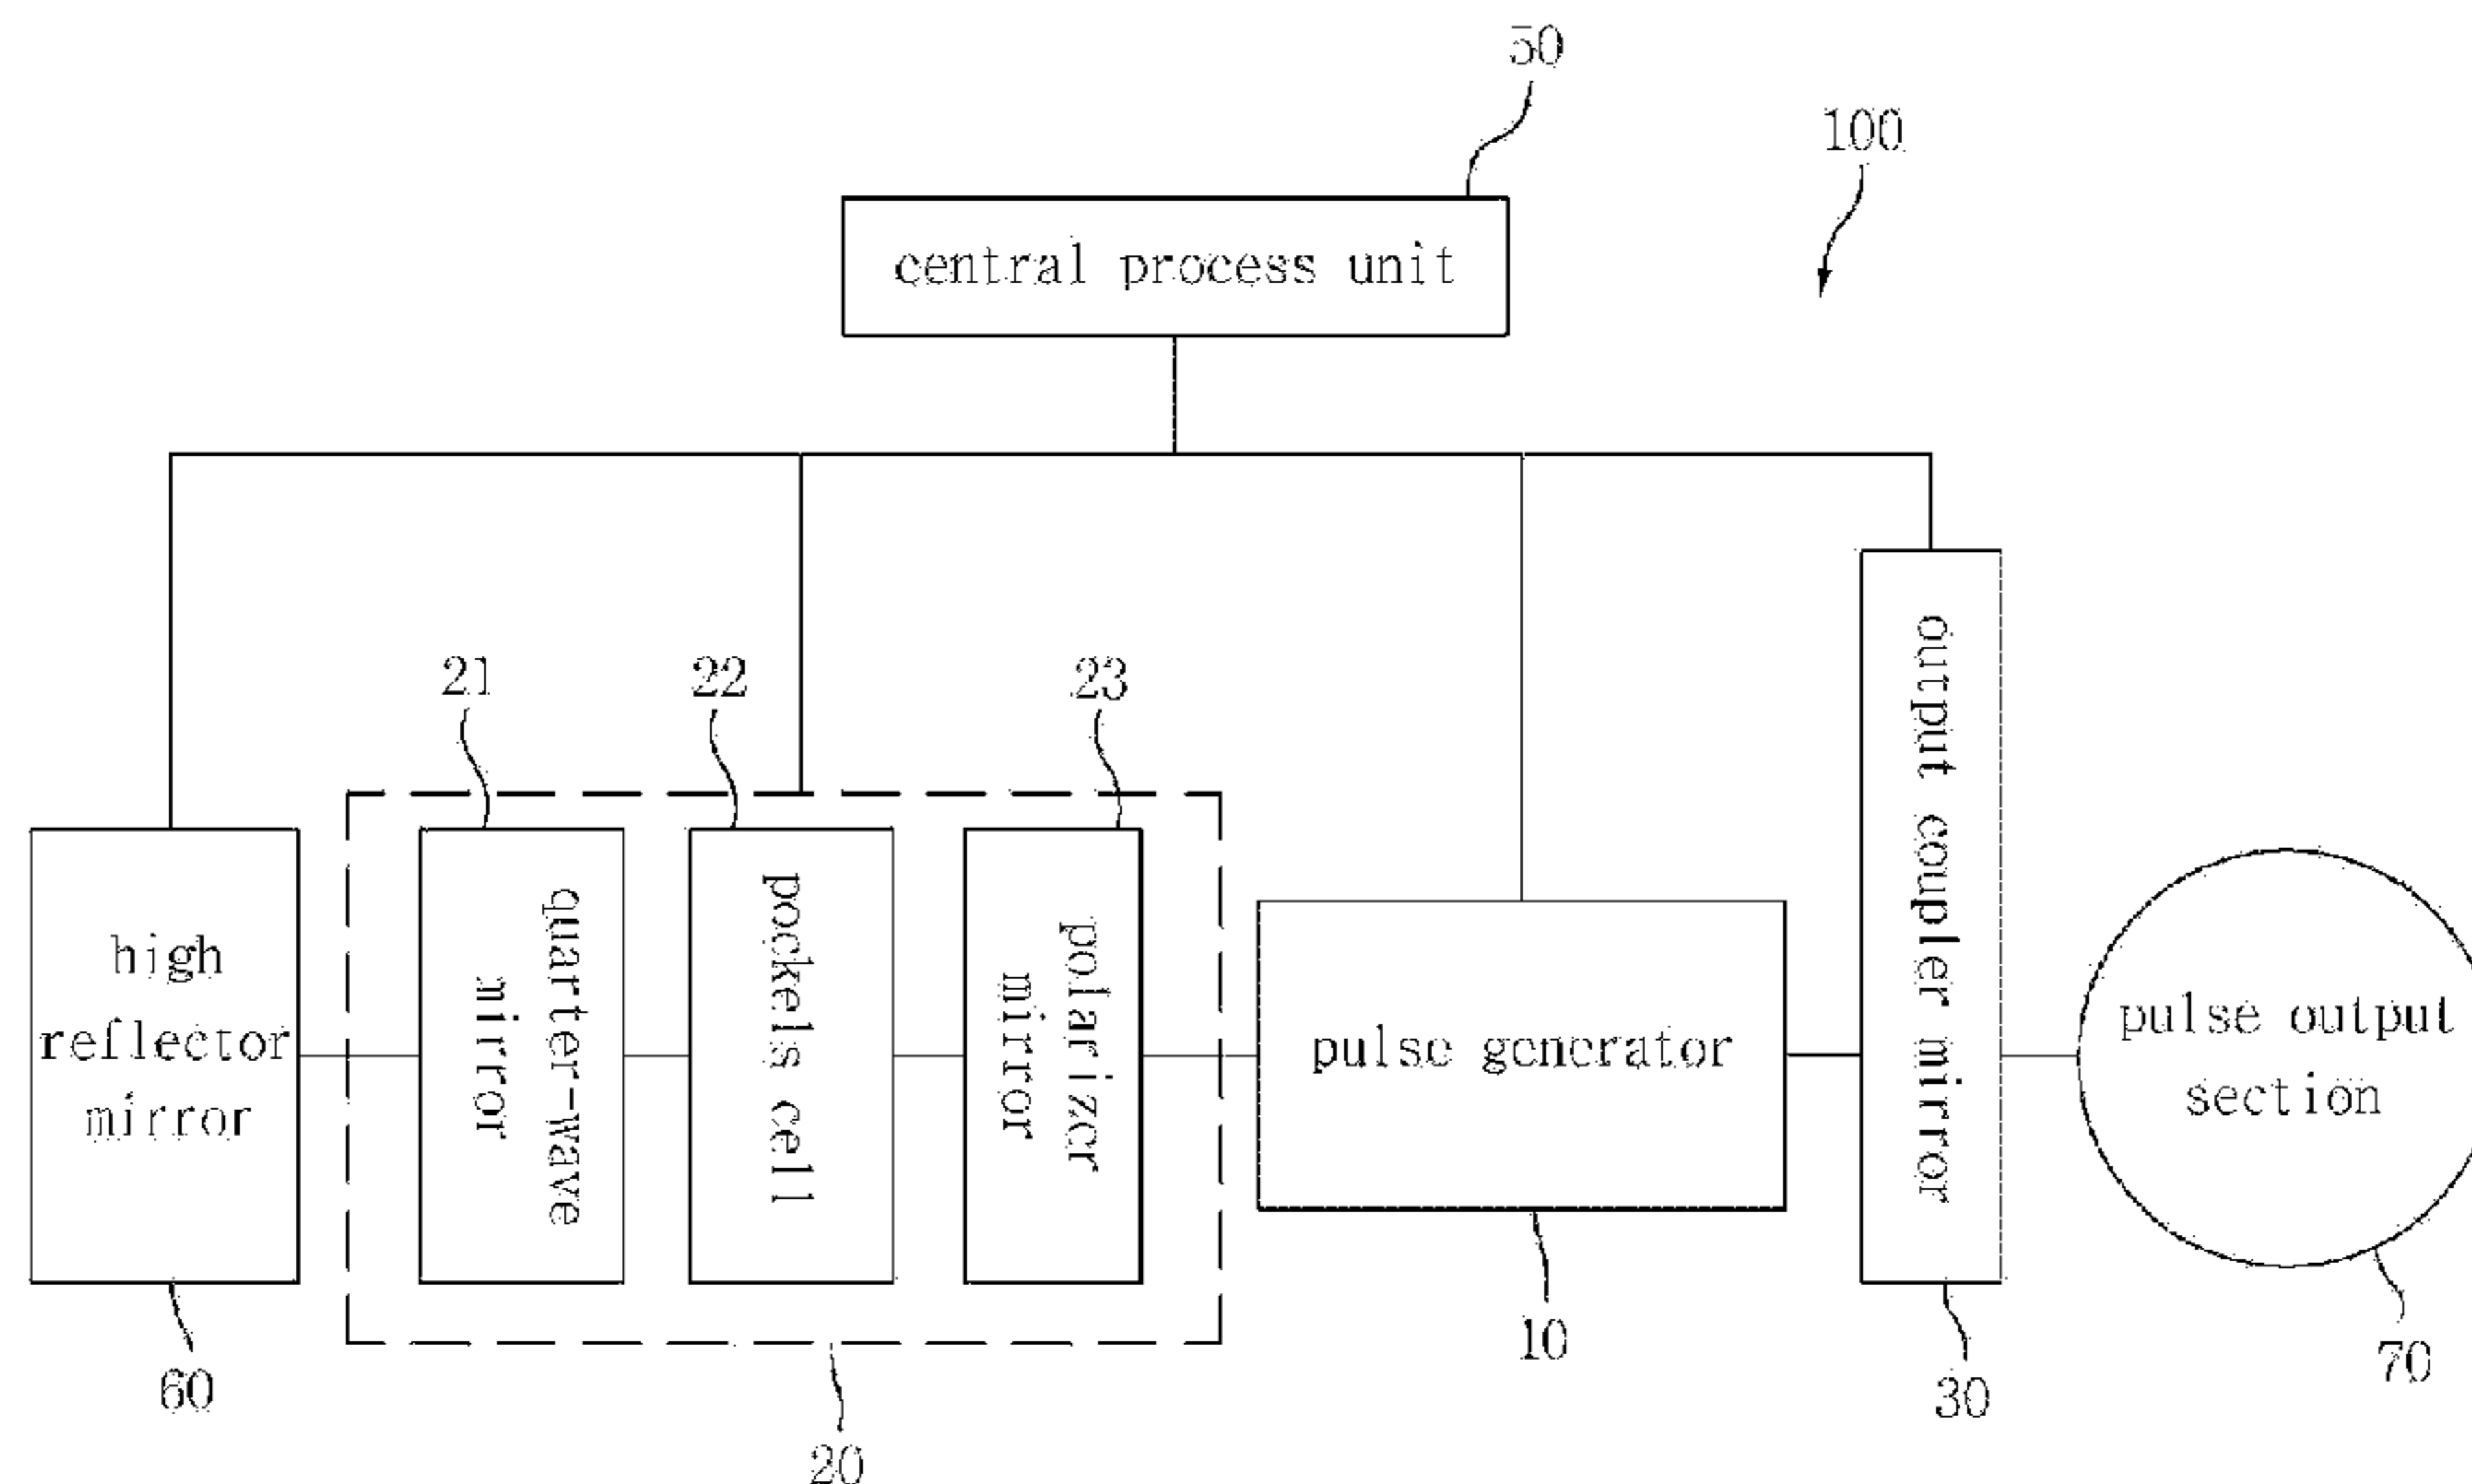 50
100
central process unit
21
22
23
high
reflector
mirror
quarter-wave
mirror
pockels cell
polarizer
mirror
pulse generator
output coupler mirror
pulse output
section
60
20
10
30
70